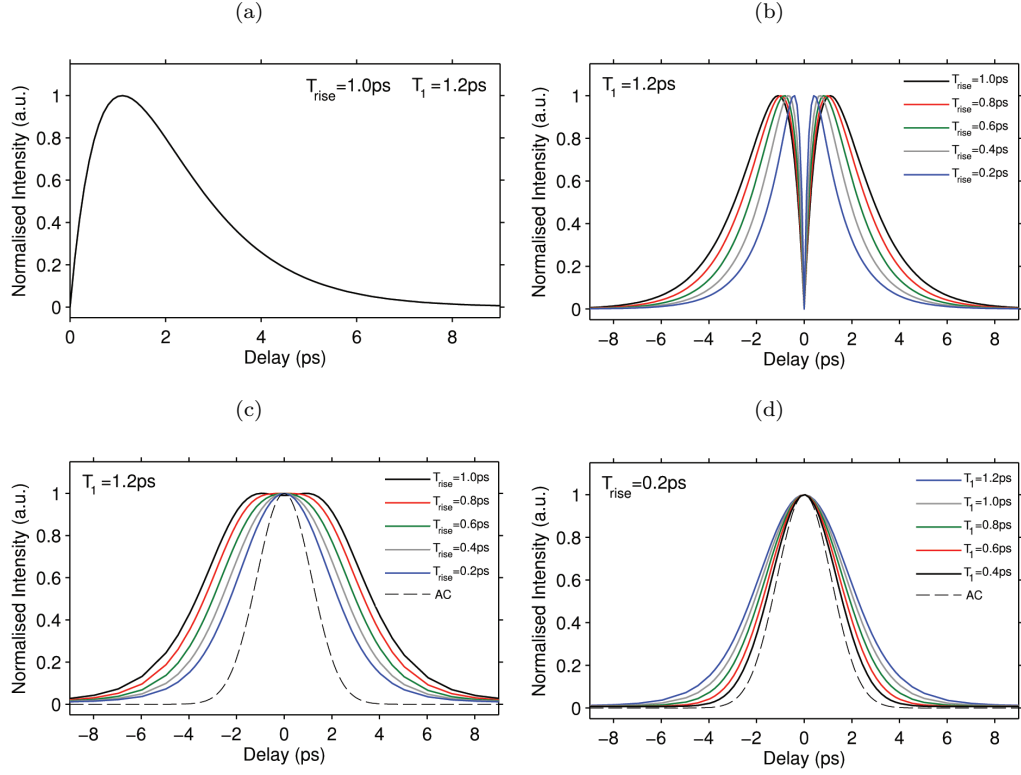 (a)
T_rise=1.0ps T_1=1.2ps
Normalised Intensity (a.u.)
1
0.8
0.6
0.4
0.2
0
0 2 4 6 8
Delay (ps)
(b)
T_1=1.2ps
T_rise=1.0ps
T_rise=0.8ps
T_rise=0.6ps
T_rise=0.4ps
T_rise=0.2ps
Normalised Intensity (a.u.)
1
0.8
0.6
0.4
0.2
0
−8 −6 −4 −2 0 2 4 6 8
Delay (ps)
(c)
T_1=1.2ps
T_rise=1.0ps
T_rise=0.8ps
T_rise=0.6ps
T_rise=0.4ps
T_rise=0.2ps
AC
Normalised Intensity (a.u.)
1
0.8
0.6
0.4
0.2
0
−8 −6 −4 −2 0 2 4 6 8
Delay (ps)
(d)
T_rise=0.2ps
T_1=1.2ps
T_1=1.0ps
T_1=0.8ps
T_1=0.6ps
T_1=0.4ps
AC
Normalised Intensity (a.u.)
1
0.8
0.6
0.4
0.2
0
−8 −6 −4 −2 0 2 4 6 8
Delay (ps)